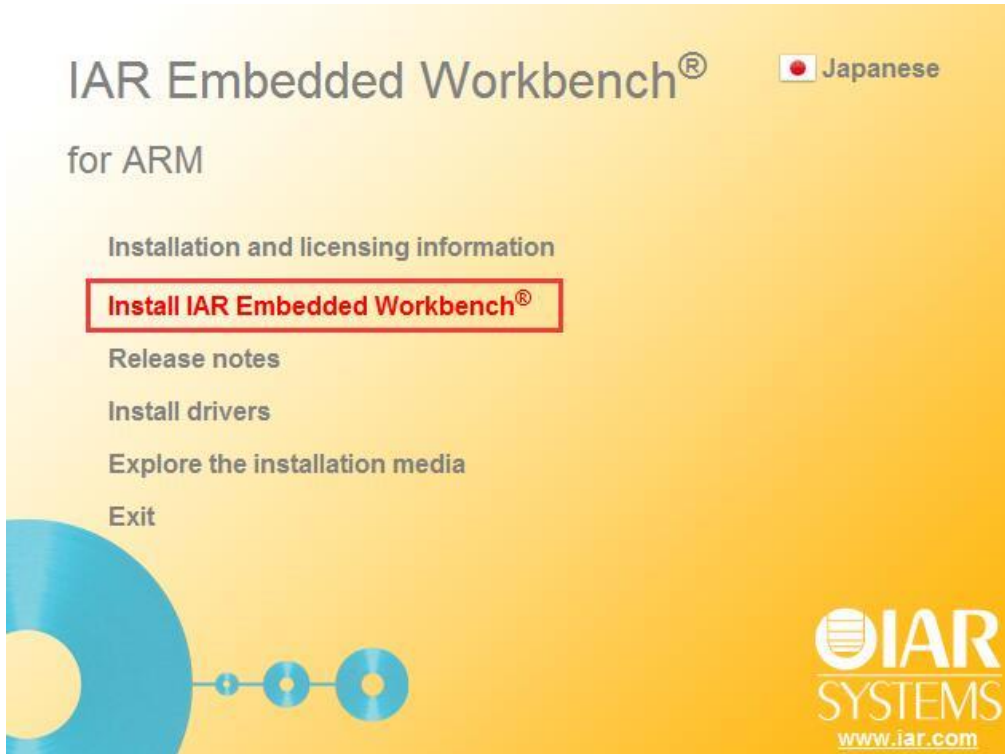 IAR Embedded Workbench®
Japanese
for ARM
Installation and licensing information
Install IAR Embedded Workbench®
Release notes
Install drivers
Explore the installation media
Exit
IAR
SYSTEMS
www.iar.com